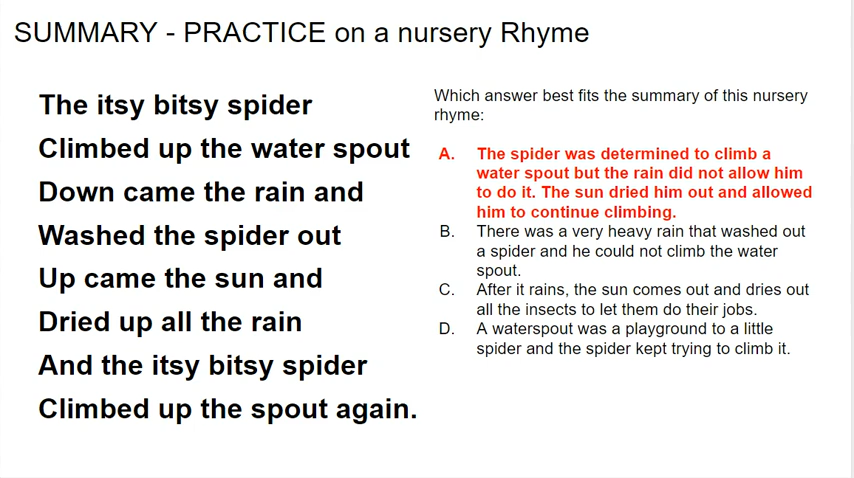 SUMMARY - PRACTICE on a nursery Rhyme
The itsy bitsy spider
Climbed up the water spout
Down came the rain and
Washed the spider out
Up came the sun and
Dried up all the rain
And the itsy bitsy spider
Climbed up the spout again.
Which answer best fits the summary of this nursery
rhyme:
A. The spider was determined to climb a
water spout but the rain did not allow him
to do it. The sun dried him out and allowed
him to continue climbing.
B. There was a very heavy rain that washed out
a spider and he could not climb the water
spout.
C. After it rains, the sun comes out and dries out
all the insects to let them do their jobs.
D. A waterspout was a playground to a little
spider and the spider kept trying to climb it.